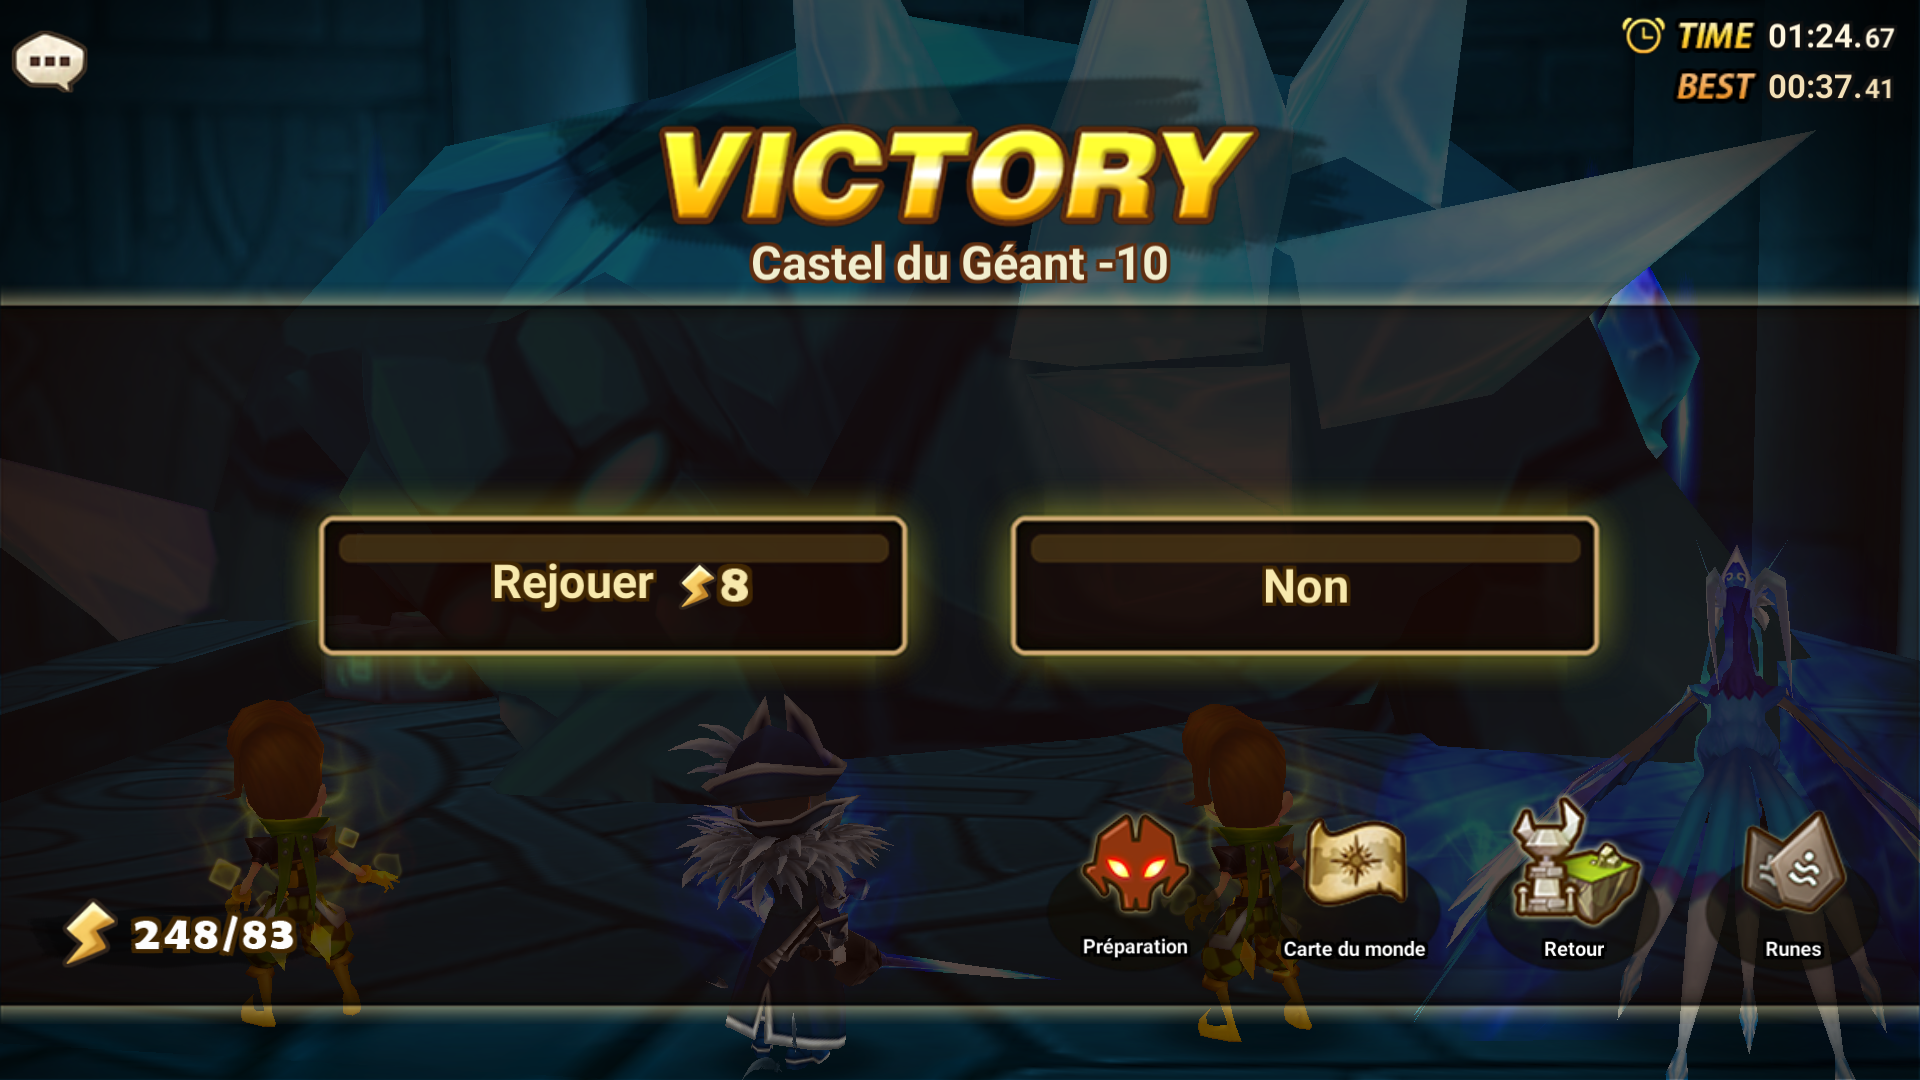 TIME 01:24.67
BEST 00:37.41
VICTORY
Castel du Géant -10
Rejouer 8
Non
248/83
Préparation
Carte du monde
Retour
Runes